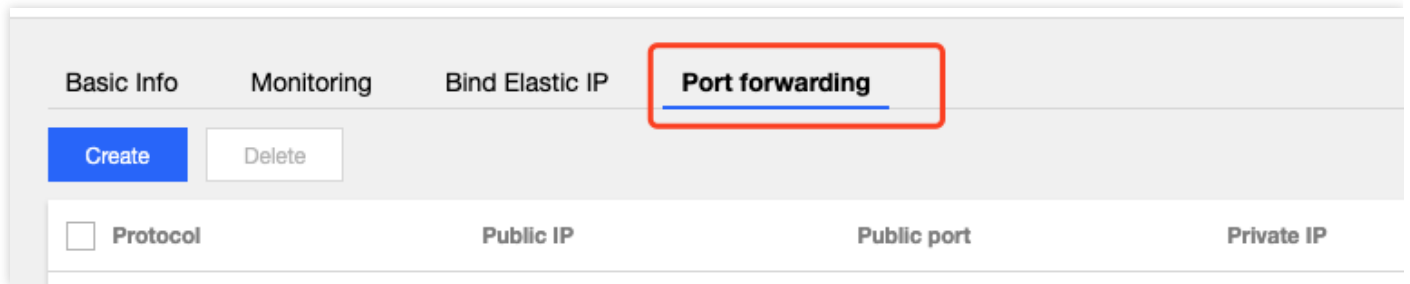 Basic Info Monitoring Bind Elastic IP Port forwarding
Create Delete
Protocol Public IP Public port Private IP